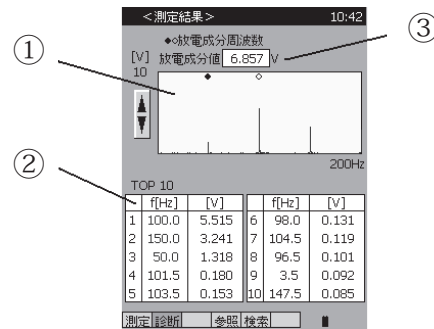 <測定結果> 10:42
◆◇放電成分周波数
[V] 放電成分値 6.857 V
10
200Hz
TOP 10
f[Hz] [V] f[Hz] [V]
1 100.0 5.515 6 98.0 0.131
2 150.0 3.241 7 104.5 0.119
3 50.0 1.318 8 96.5 0.101
4 101.5 0.180 9 3.5 0.092
5 103.5 0.153 10 147.5 0.085
測定 診断 参照 検索
①
②
③